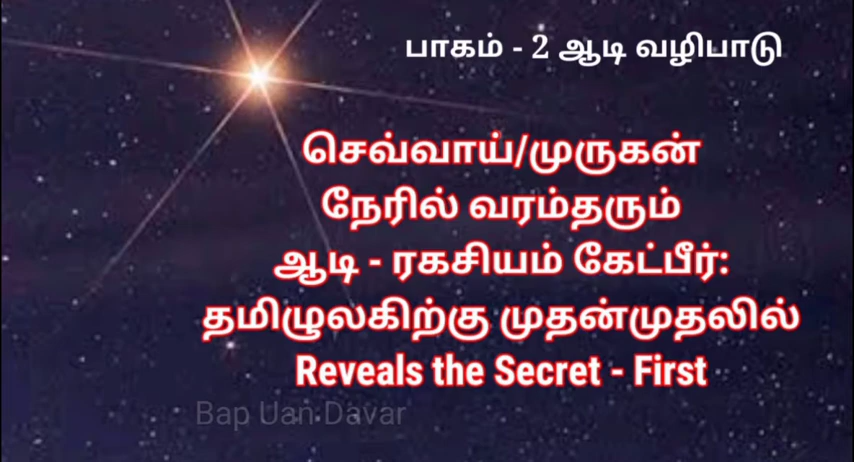 பாகம் - 2 ஆடி வழிபாடு
செவ்வாய்/முருகன்
நேரில் வரம்தரும்
ஆடி - ரகசியம் கேட்பீர்:
தமிழுலகிற்கு முதன்முதலில்
Reveals the Secret - First
Bap Uan Davar